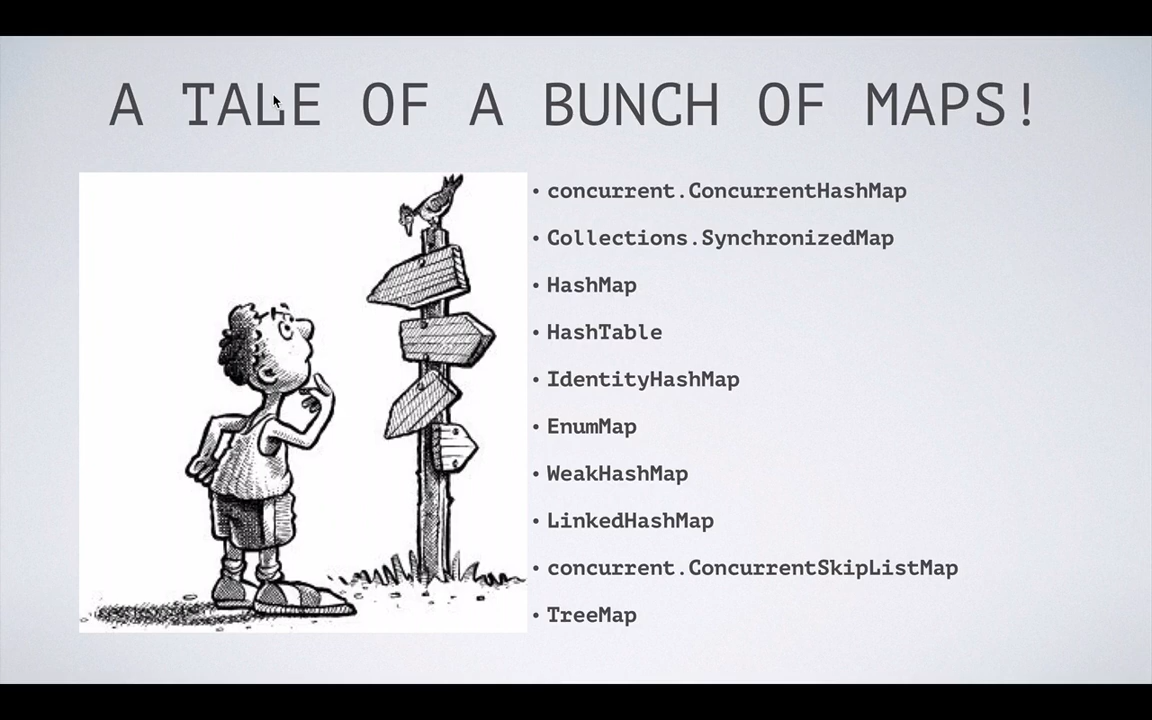 A TALE OF A BUNCH OF MAPS!
• concurrent.ConcurrentHashMap
• Collections.SynchronizedMap
• HashMap
• HashTable
• IdentityHashMap
• EnumMap
• WeakHashMap
• LinkedHashMap
• concurrent.ConcurrentSkipListMap
• TreeMap